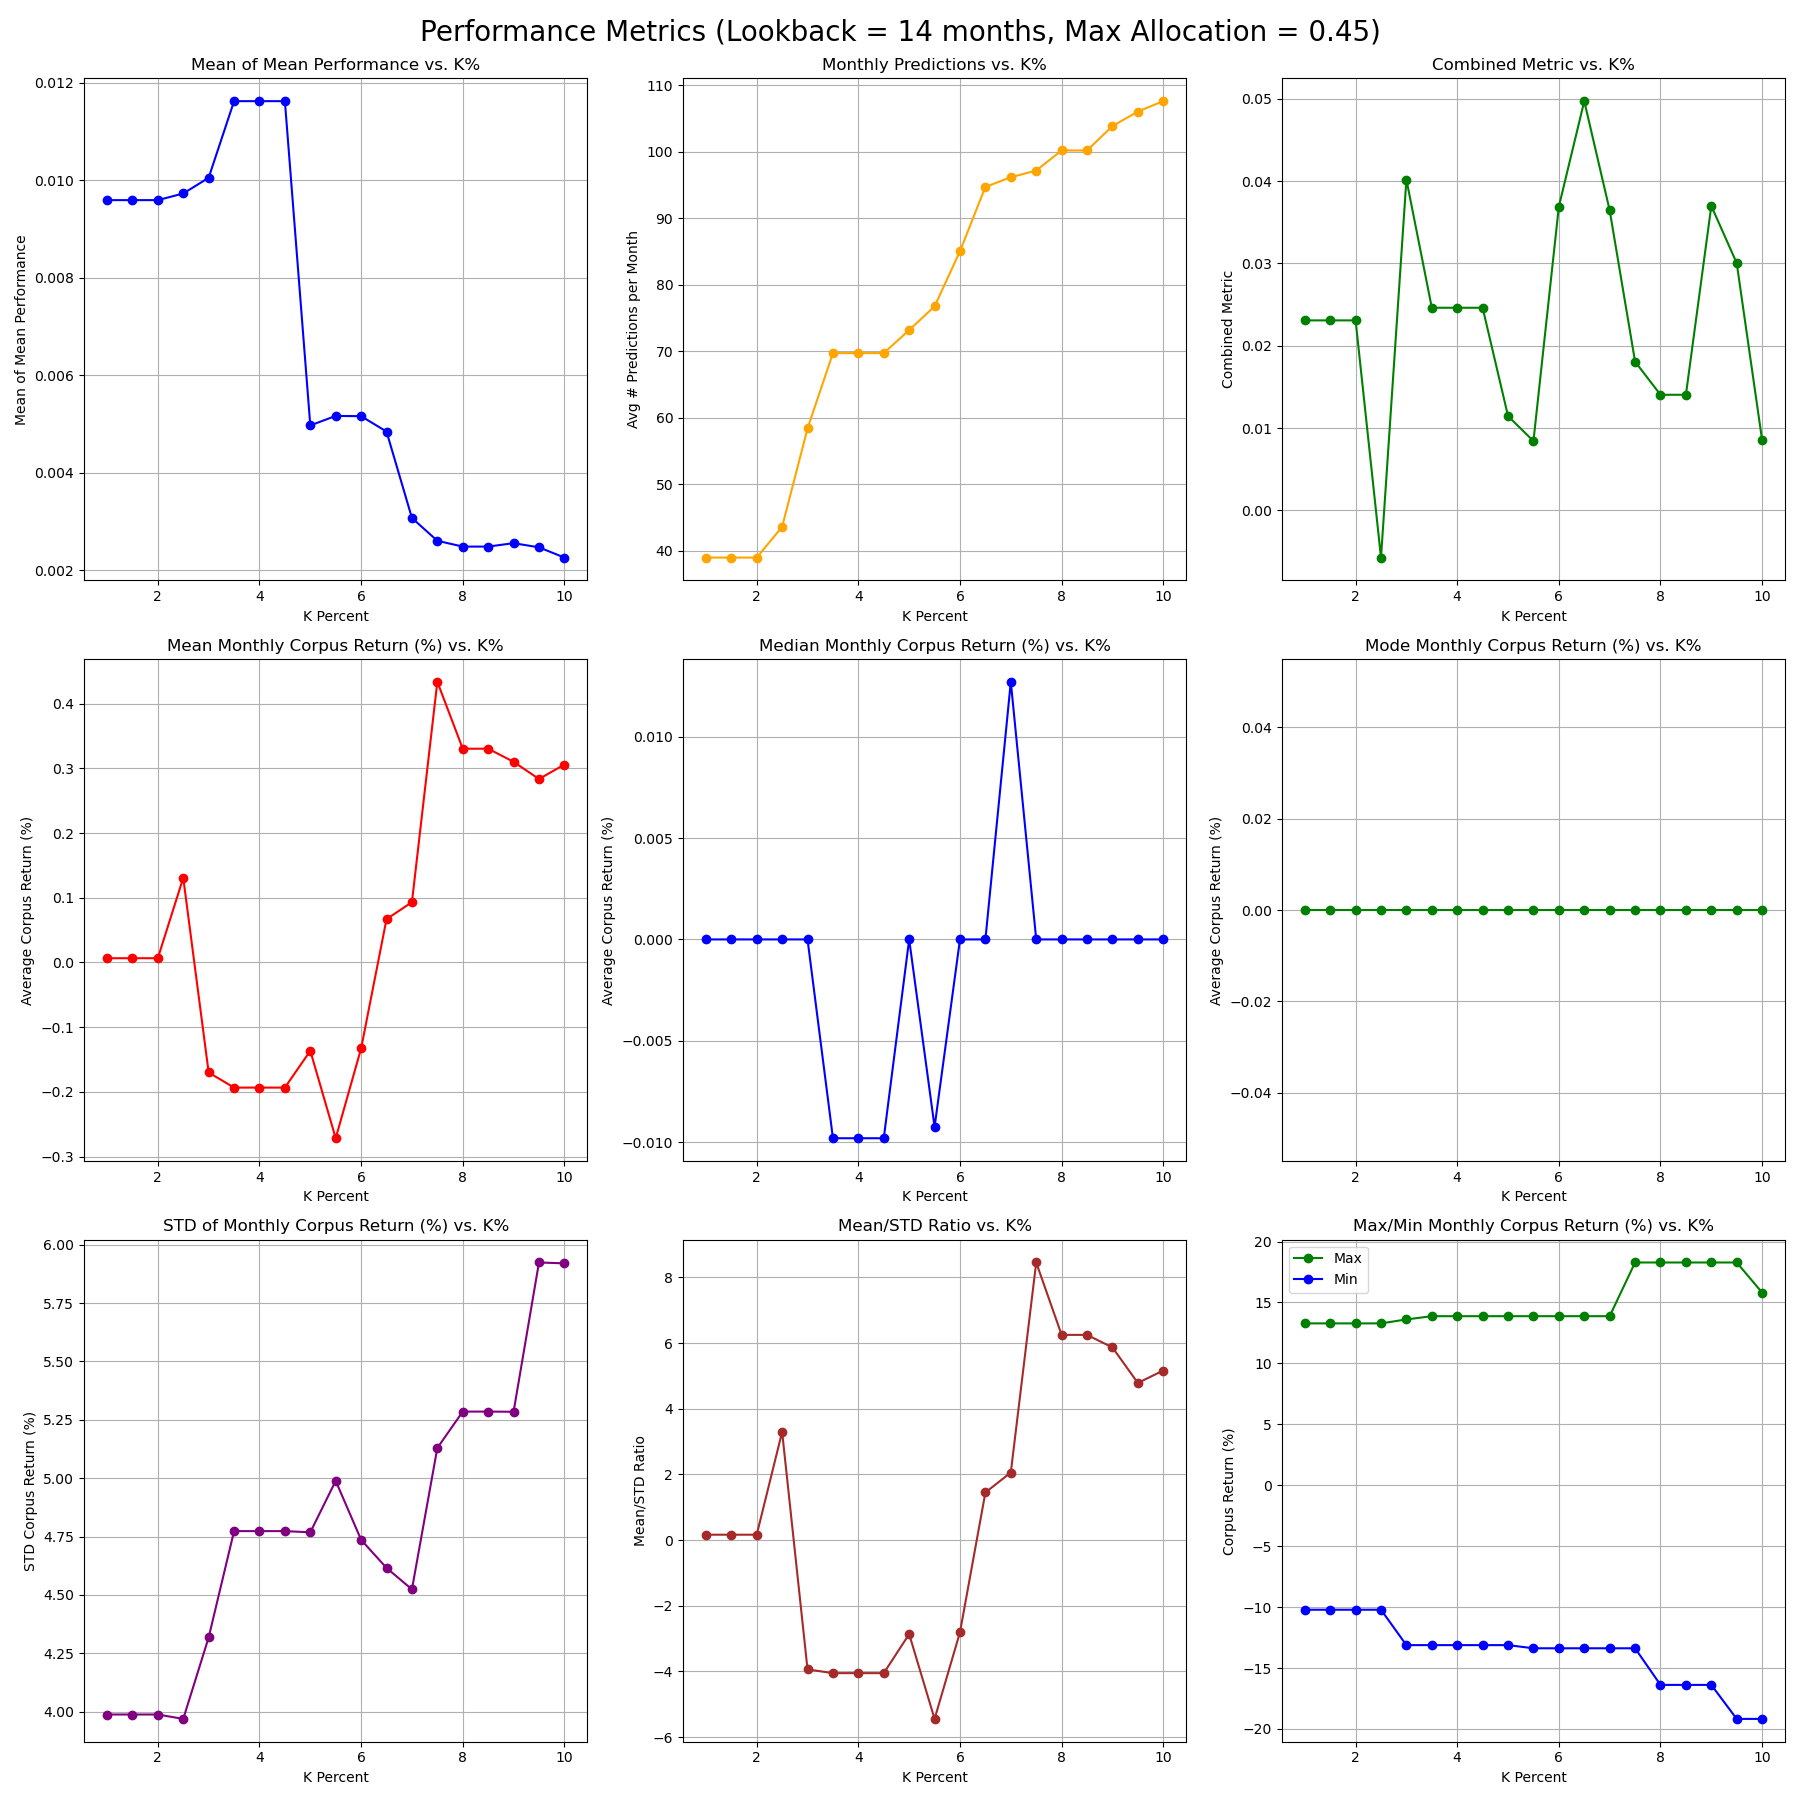 Performance Metrics (Lookback = 14 months, Max Allocation = 0.45)
Mean of Mean Performance vs. K%
Mean of Mean Performance
0.012
0.010
0.008
0.006
0.004
0.002
2 4 6 8 10
K Percent
Monthly Predictions vs. K%
Avg # Predictions per Month
110
100
90
80
70
60
50
40
2 4 6 8 10
K Percent
Combined Metric vs. K%
Combined Metric
0.05
0.04
0.03
0.02
0.01
0.00
2 4 6 8 10
K Percent
Mean Monthly Corpus Return (%) vs. K%
Average Corpus Return (%)
0.4
0.3
0.2
0.1
0.0
−0.1
−0.2
−0.3
2 4 6 8 10
K Percent
Median Monthly Corpus Return (%) vs. K%
Average Corpus Return (%)
0.010
0.005
0.000
−0.005
−0.010
2 4 6 8 10
K Percent
Mode Monthly Corpus Return (%) vs. K%
Average Corpus Return (%)
0.04
0.02
0.00
−0.02
−0.04
2 4 6 8 10
K Percent
STD of Monthly Corpus Return (%) vs. K%
STD Corpus Return (%)
6.00
5.75
5.50
5.25
5.00
4.75
4.50
4.25
4.00
2 4 6 8 10
K Percent
Mean/STD Ratio vs. K%
Mean/STD Ratio
8
6
4
2
0
−2
−4
−6
2 4 6 8 10
K Percent
Max/Min Monthly Corpus Return (%) vs. K%
Max
Min
Corpus Return (%)
20
15
10
5
0
−5
−10
−15
−20
2 4 6 8 10
K Percent